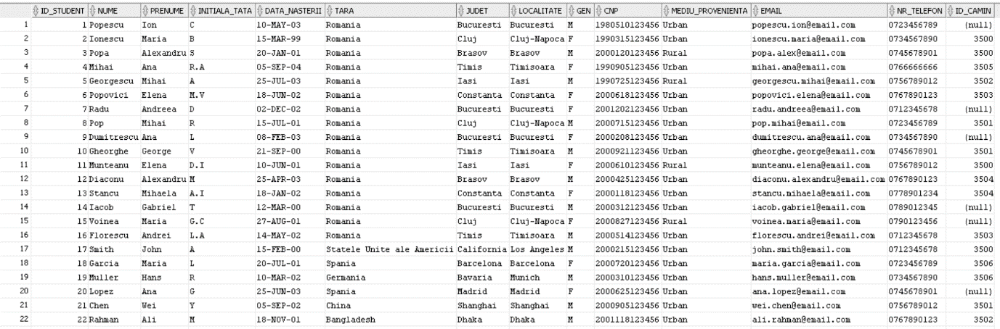 ID_STUDENT NUME PRENUME INITIALA_TATA DATA_NASTERII TARA JUDET LOCALITATE GEN CNP MEDIU_PROVENIENTA EMAIL NR_TELEFON ID_CAMIN
1 1 Popescu Ion C 10-MAY-03 Romania Bucuresti Bucuresti M 1980510123456 Urban popescu.ion@email.com 0723456789 (null)
2 2 Ionescu Maria B 15-MAR-99 Romania Cluj Cluj-Napoca F 1990315123456 Urban ionescu.maria@email.com 0734567890 3500
3 3 Popa Alexandru S 20-JAN-01 Romania Brasov Brasov M 2000120123456 Rural popa.alex@email.com 0745678901 3500
4 4 Mihai Ana R.A 05-SEP-04 Romania Timis Timisoara F 1990905123456 Urban mihai.ana@email.com 0766666666 3505
5 5 Georgescu Mihai A 25-JUL-03 Romania Iasi Iasi M 1990725123456 Rural georgescu.mihai@email.com 0756789012 3502
6 6 Popovici Elena M.V 18-JUN-02 Romania Constanta Constanta F 2000618123456 Urban popovici.elena@email.com 0767890123 3503
7 7 Radu Andreea D 02-DEC-02 Romania Bucuresti Bucuresti F 2001202123456 Urban radu.andreea@email.com 0712345678 (null)
8 8 Pop Mihai R 15-JUL-01 Romania Cluj Cluj-Napoca M 2000715123456 Urban pop.mihai@email.com 0723456789 3501
9 9 Dumitrescu Ana L 08-FEB-03 Romania Bucuresti Bucuresti F 2000208123456 Urban dumitrescu.ana@email.com 0734567890 (null)
10 10 Gheorghe George V 21-SEP-00 Romania Timis Timisoara M 2000921123456 Urban gheorghe.george@email.com 0745678901 3501
11 11 Munteanu Elena D.I 10-JUN-01 Romania Iasi Iasi F 2000610123456 Rural munteanu.elena@email.com 0756789012 3500
12 12 Diaconu Alexandru M 25-APR-03 Romania Brasov Brasov M 2000425123456 Urban diaconu.alexandru@email.com 0767890123 3504
13 13 Stancu Mihaela A.I 18-JAN-02 Romania Constanta Constanta F 2000118123456 Urban stancu.mihaela@email.com 0778901234 3504
14 14 Iacob Gabriel T 12-MAR-00 Romania Bucuresti Bucuresti M 2000312123456 Urban iacob.gabriel@email.com 0789012345 (null)
15 15 Voinea Maria G.C 27-AUG-01 Romania Cluj Cluj-Napoca F 2000827123456 Rural voinea.maria@email.com 0790123456 (null)
16 16 Florescu Andrei L.A 14-MAY-02 Romania Timis Timisoara M 2000514123456 Urban florescu.andrei@email.com 0712345678 3503
17 17 Smith John A 15-FEB-00 Statele Unite ale Americii California Los Angeles M 2000215123456 Urban john.smith@email.com 0712345678 3500
18 18 Garcia Maria L 20-JUL-01 Spania Barcelona Barcelona F 2000720123456 Urban maria.garcia@email.com 0723456789 3506
19 19 Muller Hans R 10-MAR-02 Germania Bavaria Munich M 2000310123456 Urban hans.muller@email.com 0734567890 3506
20 20 Lopez Ana G 25-JUN-03 Spania Madrid Madrid F 2000625123456 Urban ana.lopez@email.com 0745678901 (null)
21 21 Chen Wei Y 05-SEP-02 China Shanghai Shanghai M 2000905123456 Urban wei.chen@email.com 0756789012 3501
22 22 Rahman Ali M 18-NOV-01 Bangladesh Dhaka Dhaka M 2001118123456 Urban ali.rahman@email.com 0767890123 3502